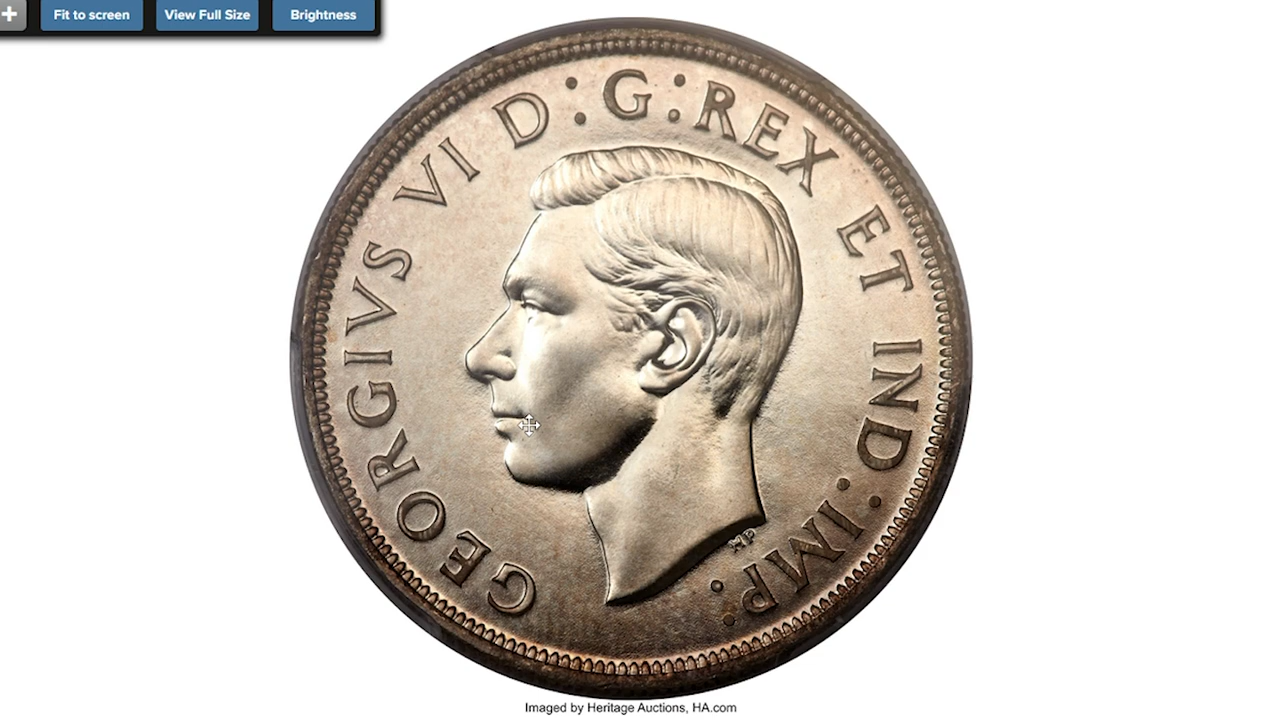 Fit to screen
View Full Size
Brightness
GEORGIVS VI D:G:REX ET IND:IMP:
MP
Imaged by Heritage Auctions, HA.com